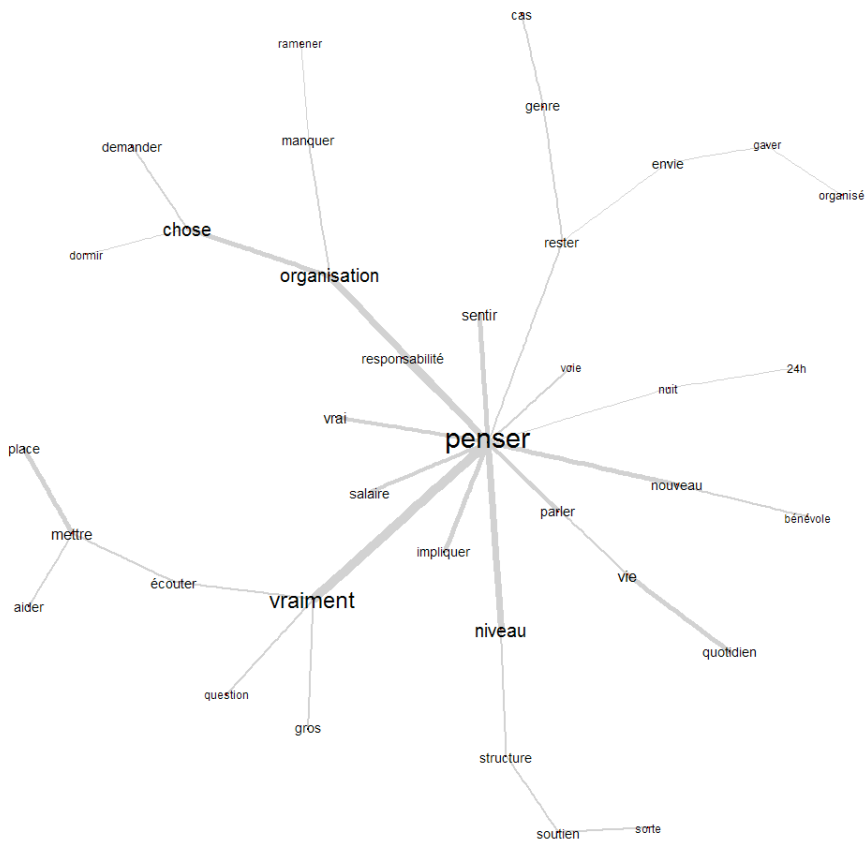 cas
ramener
genre
manquer
demander
gaver
envie
organisé
chose
rester
dormir
organisation
sentir
responsabilité
voie
24h
nuit
vrai
penser
place
nouveau
salaire
parler
bénévole
mettre
impliquer
vie
écouter
vraiment
aider
niveau
quotidien
question
gros
structure
sorte
soutien